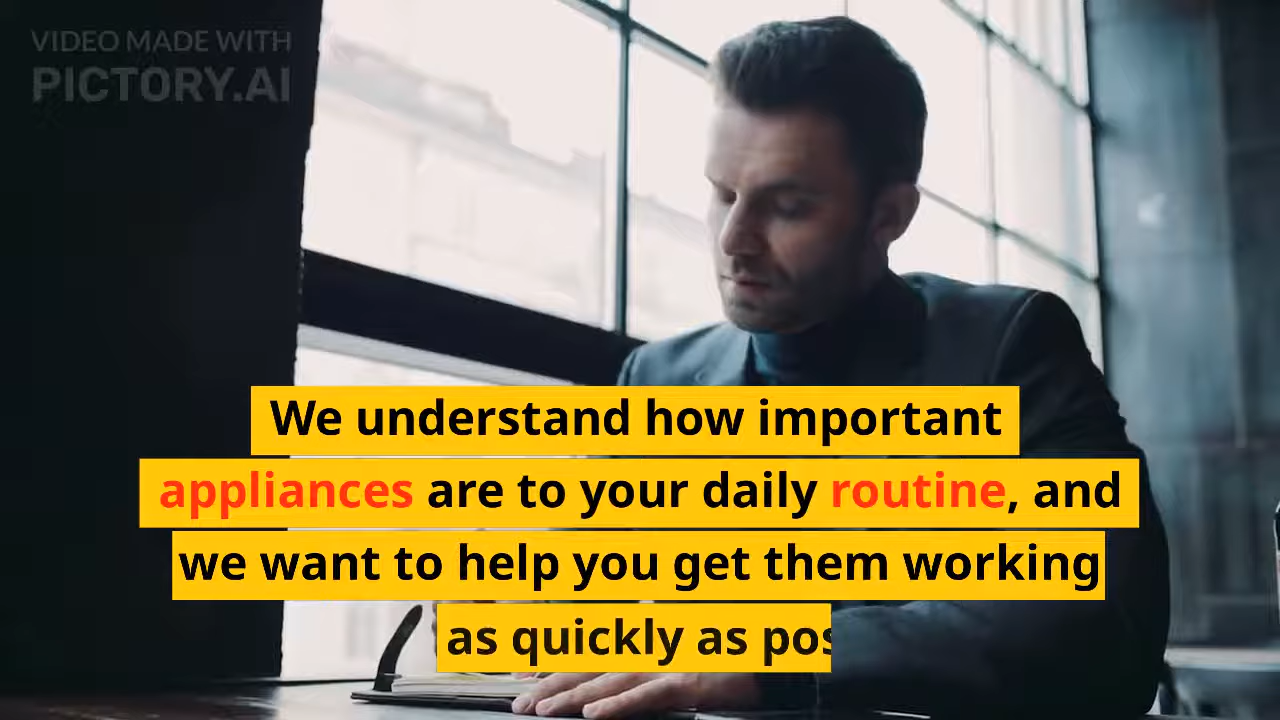 VIDEO MADE WITH
PICTORY.AI
We understand how important
appliances are to your daily routine, and
we want to help you get them working
as quickly as